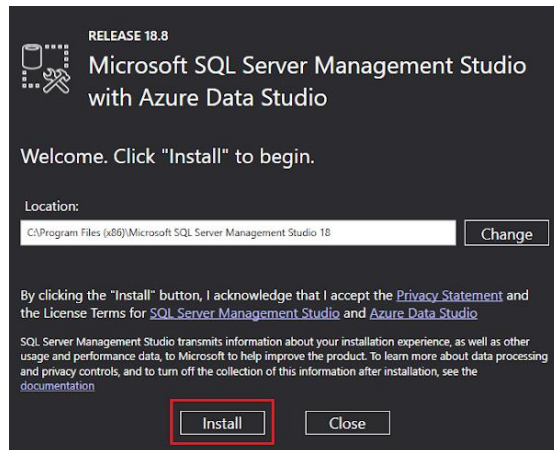 RELEASE 18.8
Microsoft SQL Server Management Studio
with Azure Data Studio
Welcome. Click "Install" to begin.
Location:
C:\Program Files (x86)\Microsoft SQL Server Management Studio 18
Change
By clicking the "Install" button, I acknowledge that I accept the Privacy Statement and
the License Terms for SQL Server Management Studio and Azure Data Studio
SQL Server Management Studio transmits information about your installation experience, as well as other
usage and performance data, to Microsoft to help improve the product. To learn more about data processing
and privacy controls, and to turn off the collection of this information after installation, see the
documentation
Install
Close